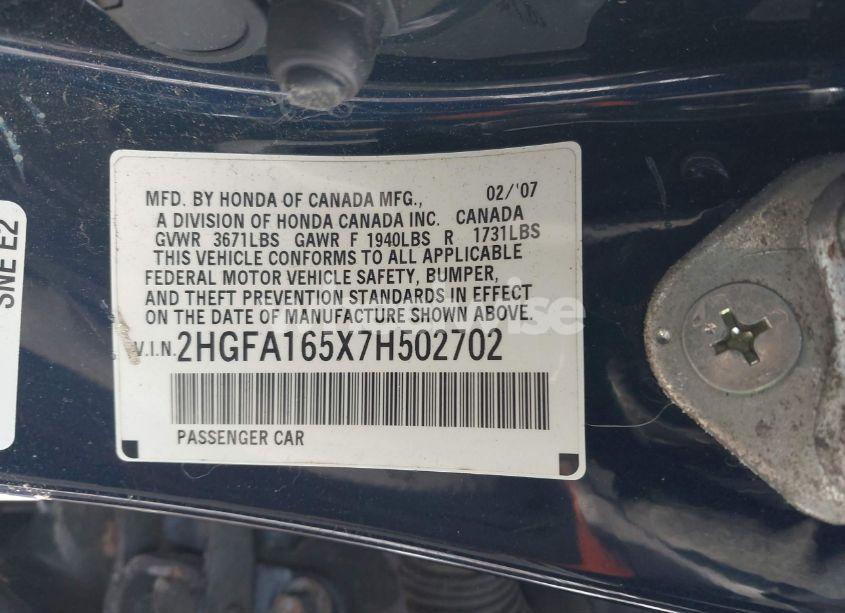 MFD. BY HONDA OF CANADA MFG., 02/'07
A DIVISION OF HONDA CANADA INC. CANADA
GVWR 3671LBS GAWR F 1940LBS R 1731LBS
THIS VEHICLE CONFORMS TO ALL APPLICABLE
FEDERAL MOTOR VEHICLE SAFETY, BUMPER,
AND THEFT PREVENTION STANDARDS IN EFFECT
ON THE DATE OF MANUFACTURE SHOWN ABOVE.
V.I.N. 2HGFA165X7H502702
PASSENGER CAR
SNE E2